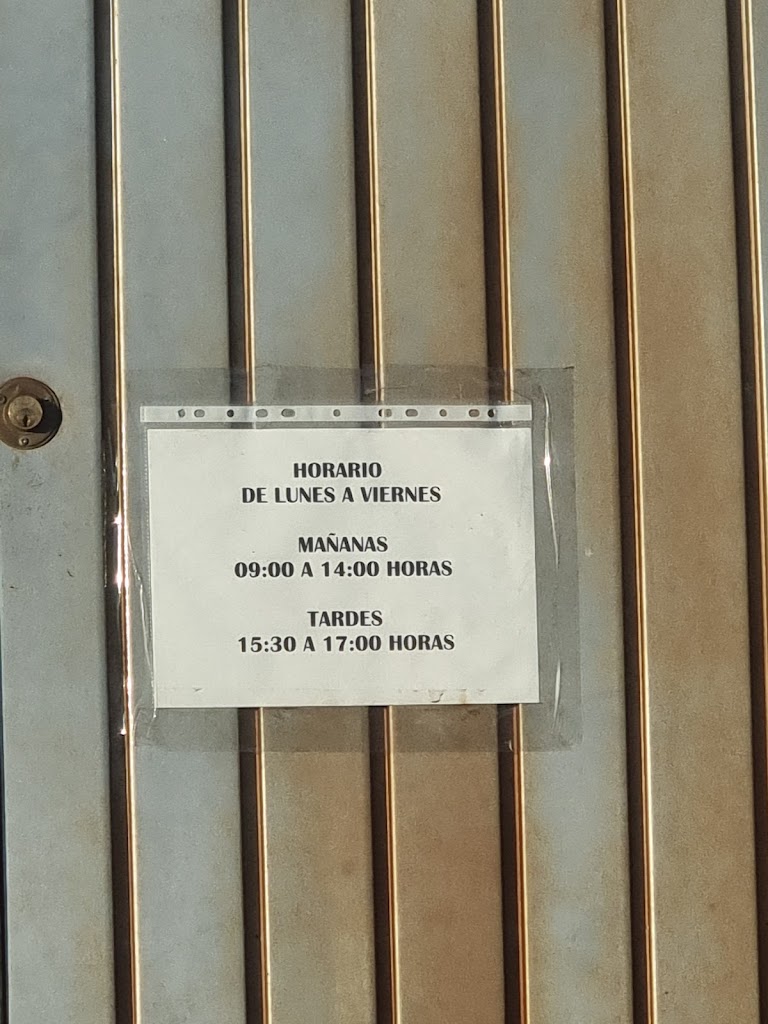 HORARIO
DE LUNES A VIERNES
MAÑANAS
09:00 A 14:00 HORAS
TARDES
15:30 A 17:00 HORAS